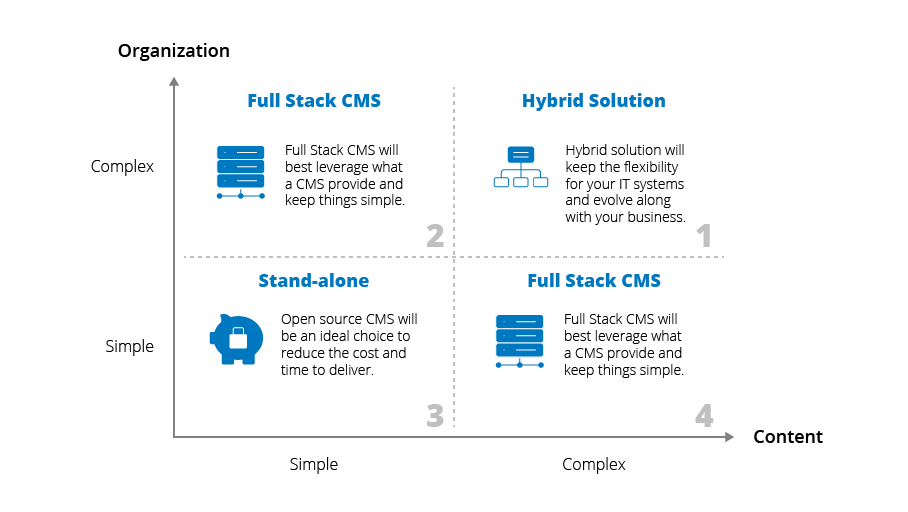 Organization
Full Stack CMS
Hybrid Solution
Complex
Full Stack CMS will
best leverage what
a CMS provide and
keep things simple.
2
Hybrid solution will
keep the flexibility
for your IT systems
and evolve along
with your business.
1
Stand-alone
Full Stack CMS
Simple
Open source CMS will
be an ideal choice to
reduce the cost and
time to deliver.
3
Full Stack CMS will
best leverage what
a CMS provide and
keep things simple.
4
Content
Simple
Complex